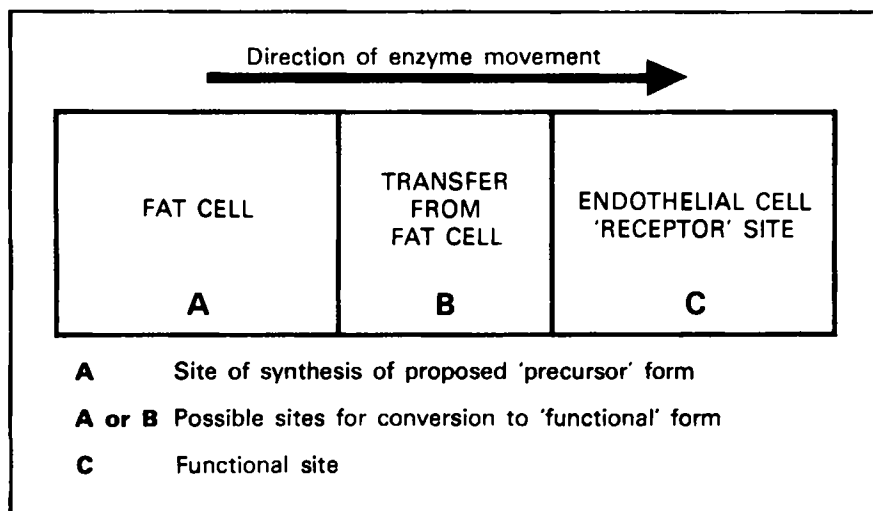 Direction of enzyme movement
FAT CELL
A
TRANSFER
FROM
FAT CELL
B
ENDOTHELIAL CELL
'RECEPTOR' SITE
C
A Site of synthesis of proposed 'precursor' form
A or B Possible sites for conversion to 'functional' form
C Functional site